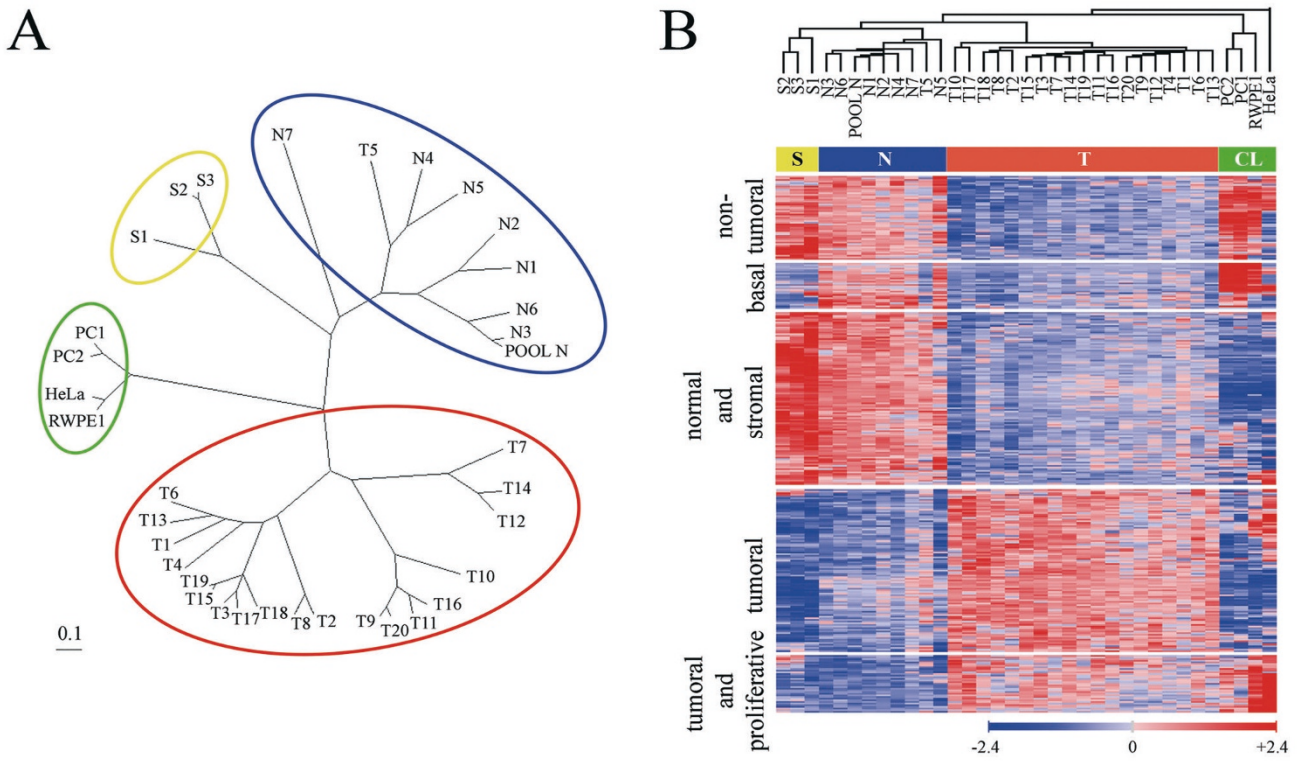 A
N7
T5
N4
N5
S3
S2
S1
N2
N1
N6
N3
POOL N
PC1
PC2
HeLa
RWPE1
T7
T14
T12
T6
T13
T1
T4
T19
T15
T3
T17
T18
T8
T2
T10
T16
T11
T9
T20
0.1
B
S2
S3
S1
N3
N6
POOL N
N1
N2
N4
N7
T5
N5
T10
T17
T18
T8
T2
T15
T3
T7
T14
T19
T11
T16
T20
T9
T12
T4
T1
T6
T13
PC2
PC1
RWPE1
HeLa
S N T CL
non-
tumoral
basal
normal
and
stromal
tumoral
tumoral
and
proliferative
-2.4 0 +2.4